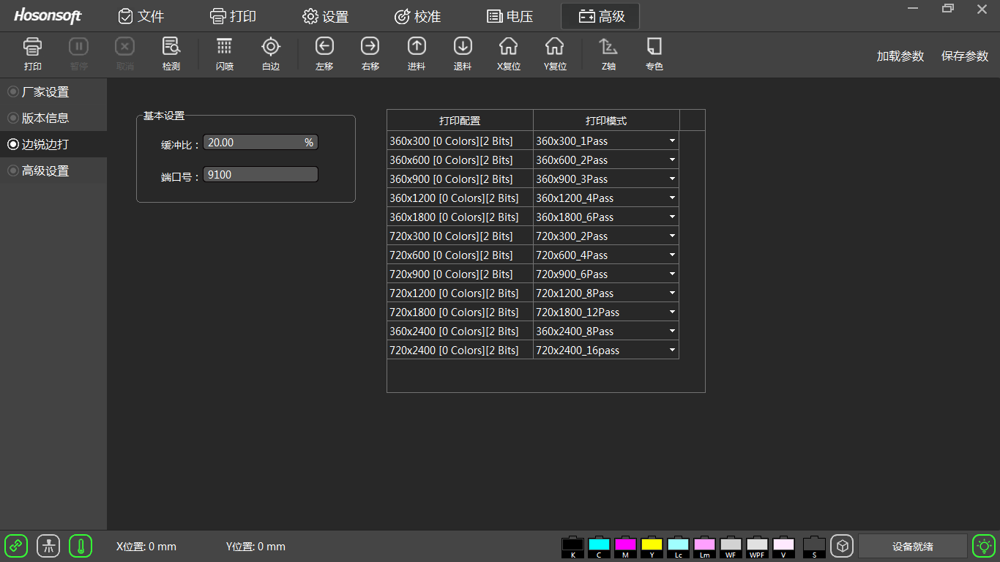 Hosonsoft 文件 打印 设置 校准 电压 高级
打印 暂停 取消 检测 闪喷 白边 左移 右移 进料 退料 X复位 Y复位 Z轴 专色 加载参数 保存参数
厂家设置
版本信息
边锐边打
高级设置
基本设置
缓冲比： 20.00 %
端口号： 9100
打印配置 打印模式
360x300 [0 Colors][2 Bits] 360x300_1Pass
360x600 [0 Colors][2 Bits] 360x600_2Pass
360x900 [0 Colors][2 Bits] 360x900_3Pass
360x1200 [0 Colors][2 Bits] 360x1200_4Pass
360x1800 [0 Colors][2 Bits] 360x1800_6Pass
720x300 [0 Colors][2 Bits] 720x300_2Pass
720x600 [0 Colors][2 Bits] 720x600_4Pass
720x900 [0 Colors][2 Bits] 720x900_6Pass
720x1200 [0 Colors][2 Bits] 720x1200_8Pass
720x1800 [0 Colors][2 Bits] 720x1800_12Pass
360x2400 [0 Colors][2 Bits] 360x2400_8Pass
720x2400 [0 Colors][2 Bits] 720x2400_16pass
X位置: 0 mm Y位置: 0 mm K C M Y Lc Lm WF WPF V S 设备就绪